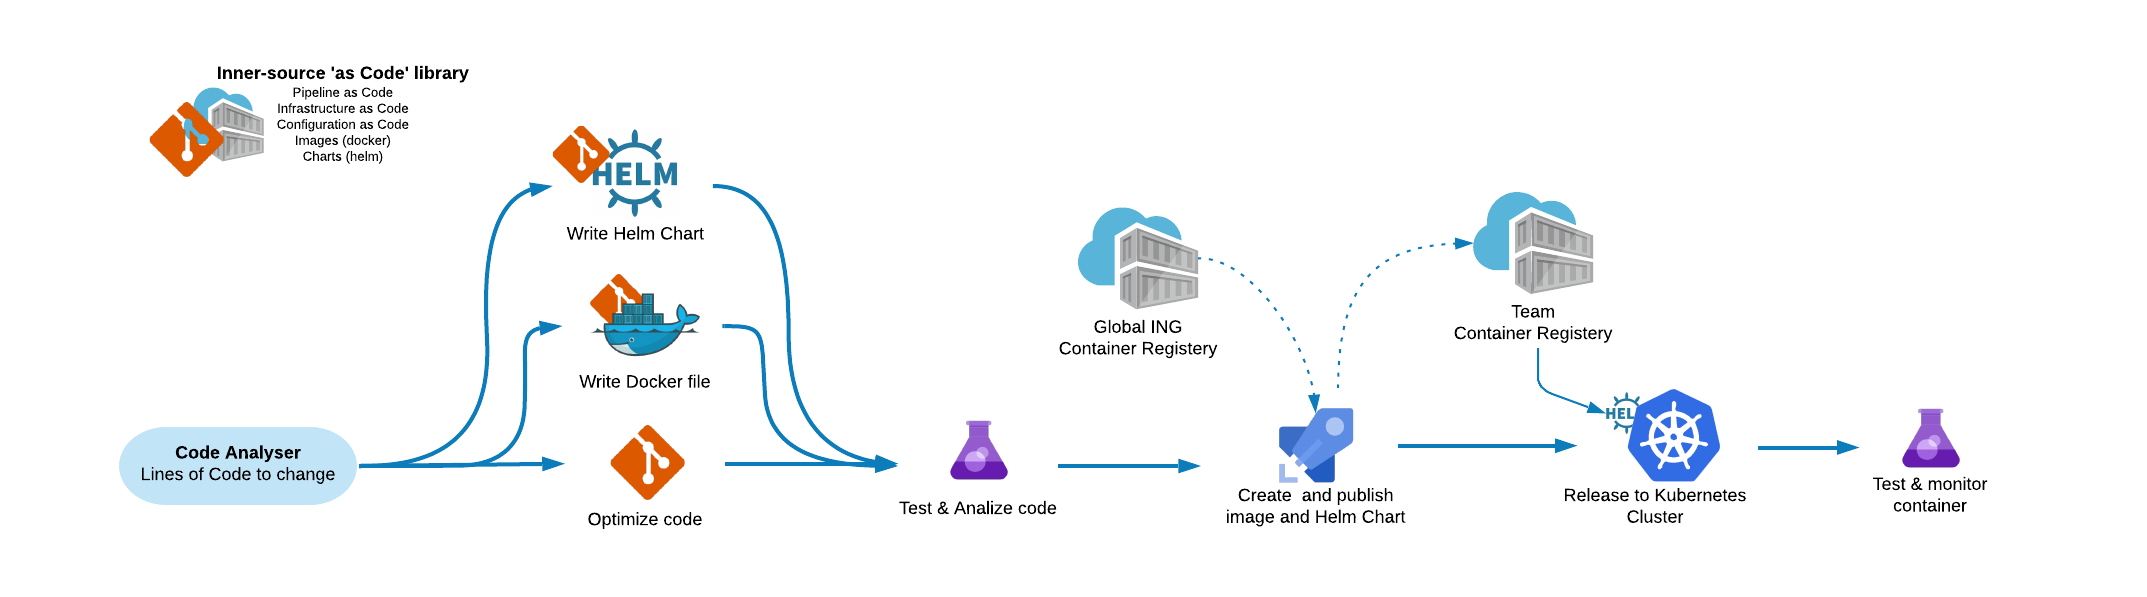 Inner-source 'as Code' library
Pipeline as Code
Infrastructure as Code
Configuration as Code
Images (docker)
Charts (helm)
HELM
Write Helm Chart
Write Docker file
Code Analyser
Lines of Code to change
Optimize code
Test & Analize code
Global ING
Container Registery
Create  and publish
image and Helm Chart
Team
Container Registery
HEL
Release to Kubernetes
Cluster
Test & monitor
container